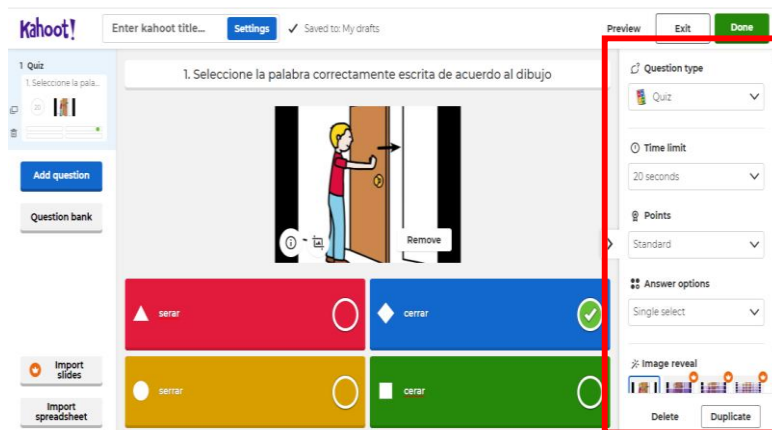 Kahoot!
Enter kahoot title...
Settings
✓ Saved to: My drafts
Preview
Exit
Done
1 Quiz
1. Seleccione la pala...
20
Add question
Question bank
Import slides
Import spreadsheet
1. Seleccione la palabra correctamente escrita de acuerdo al dibujo
Remove
serar
cerrar
serrar
cerar
Question type
Quiz
Time limit
20 seconds
Points
Standard
Answer options
Single select
Image reveal
Delete
Duplicate